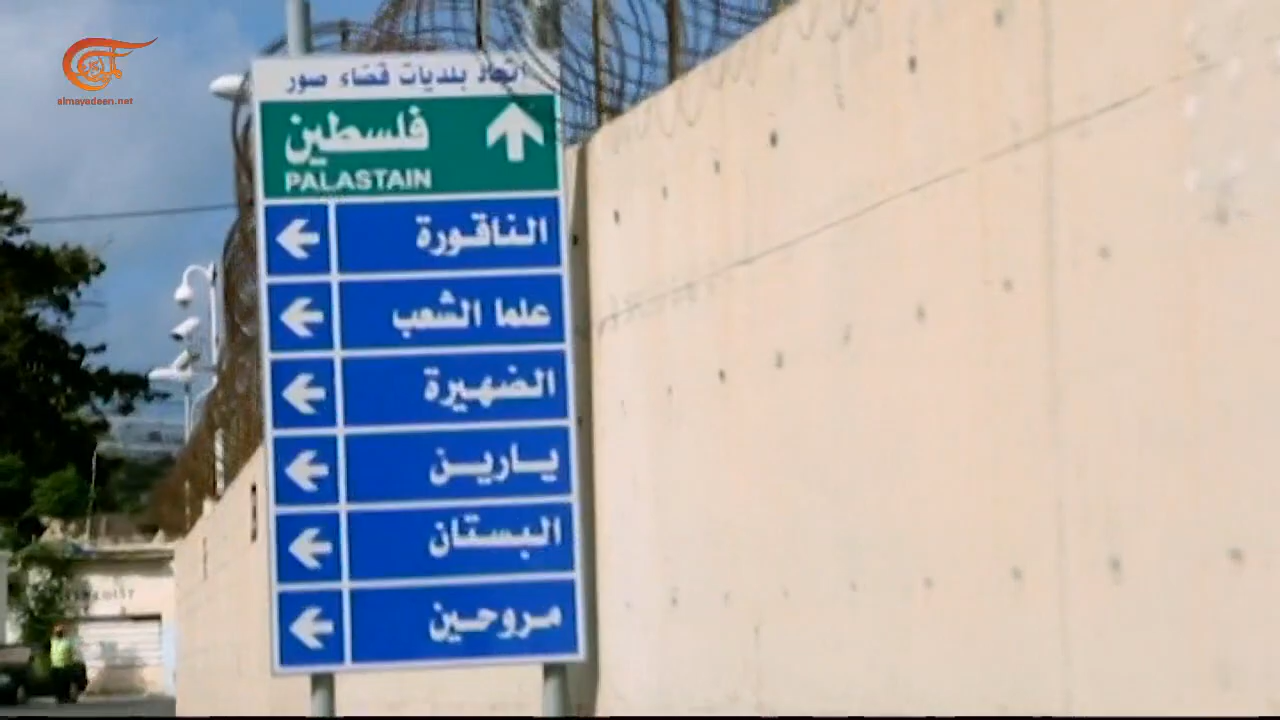 almayadeen.net
اتحاد بلديات قضاء صور
فلسطين
PALASTAIN
الناقورة
علما الشعب
الضهيرة
يارين
البستان
مروحين